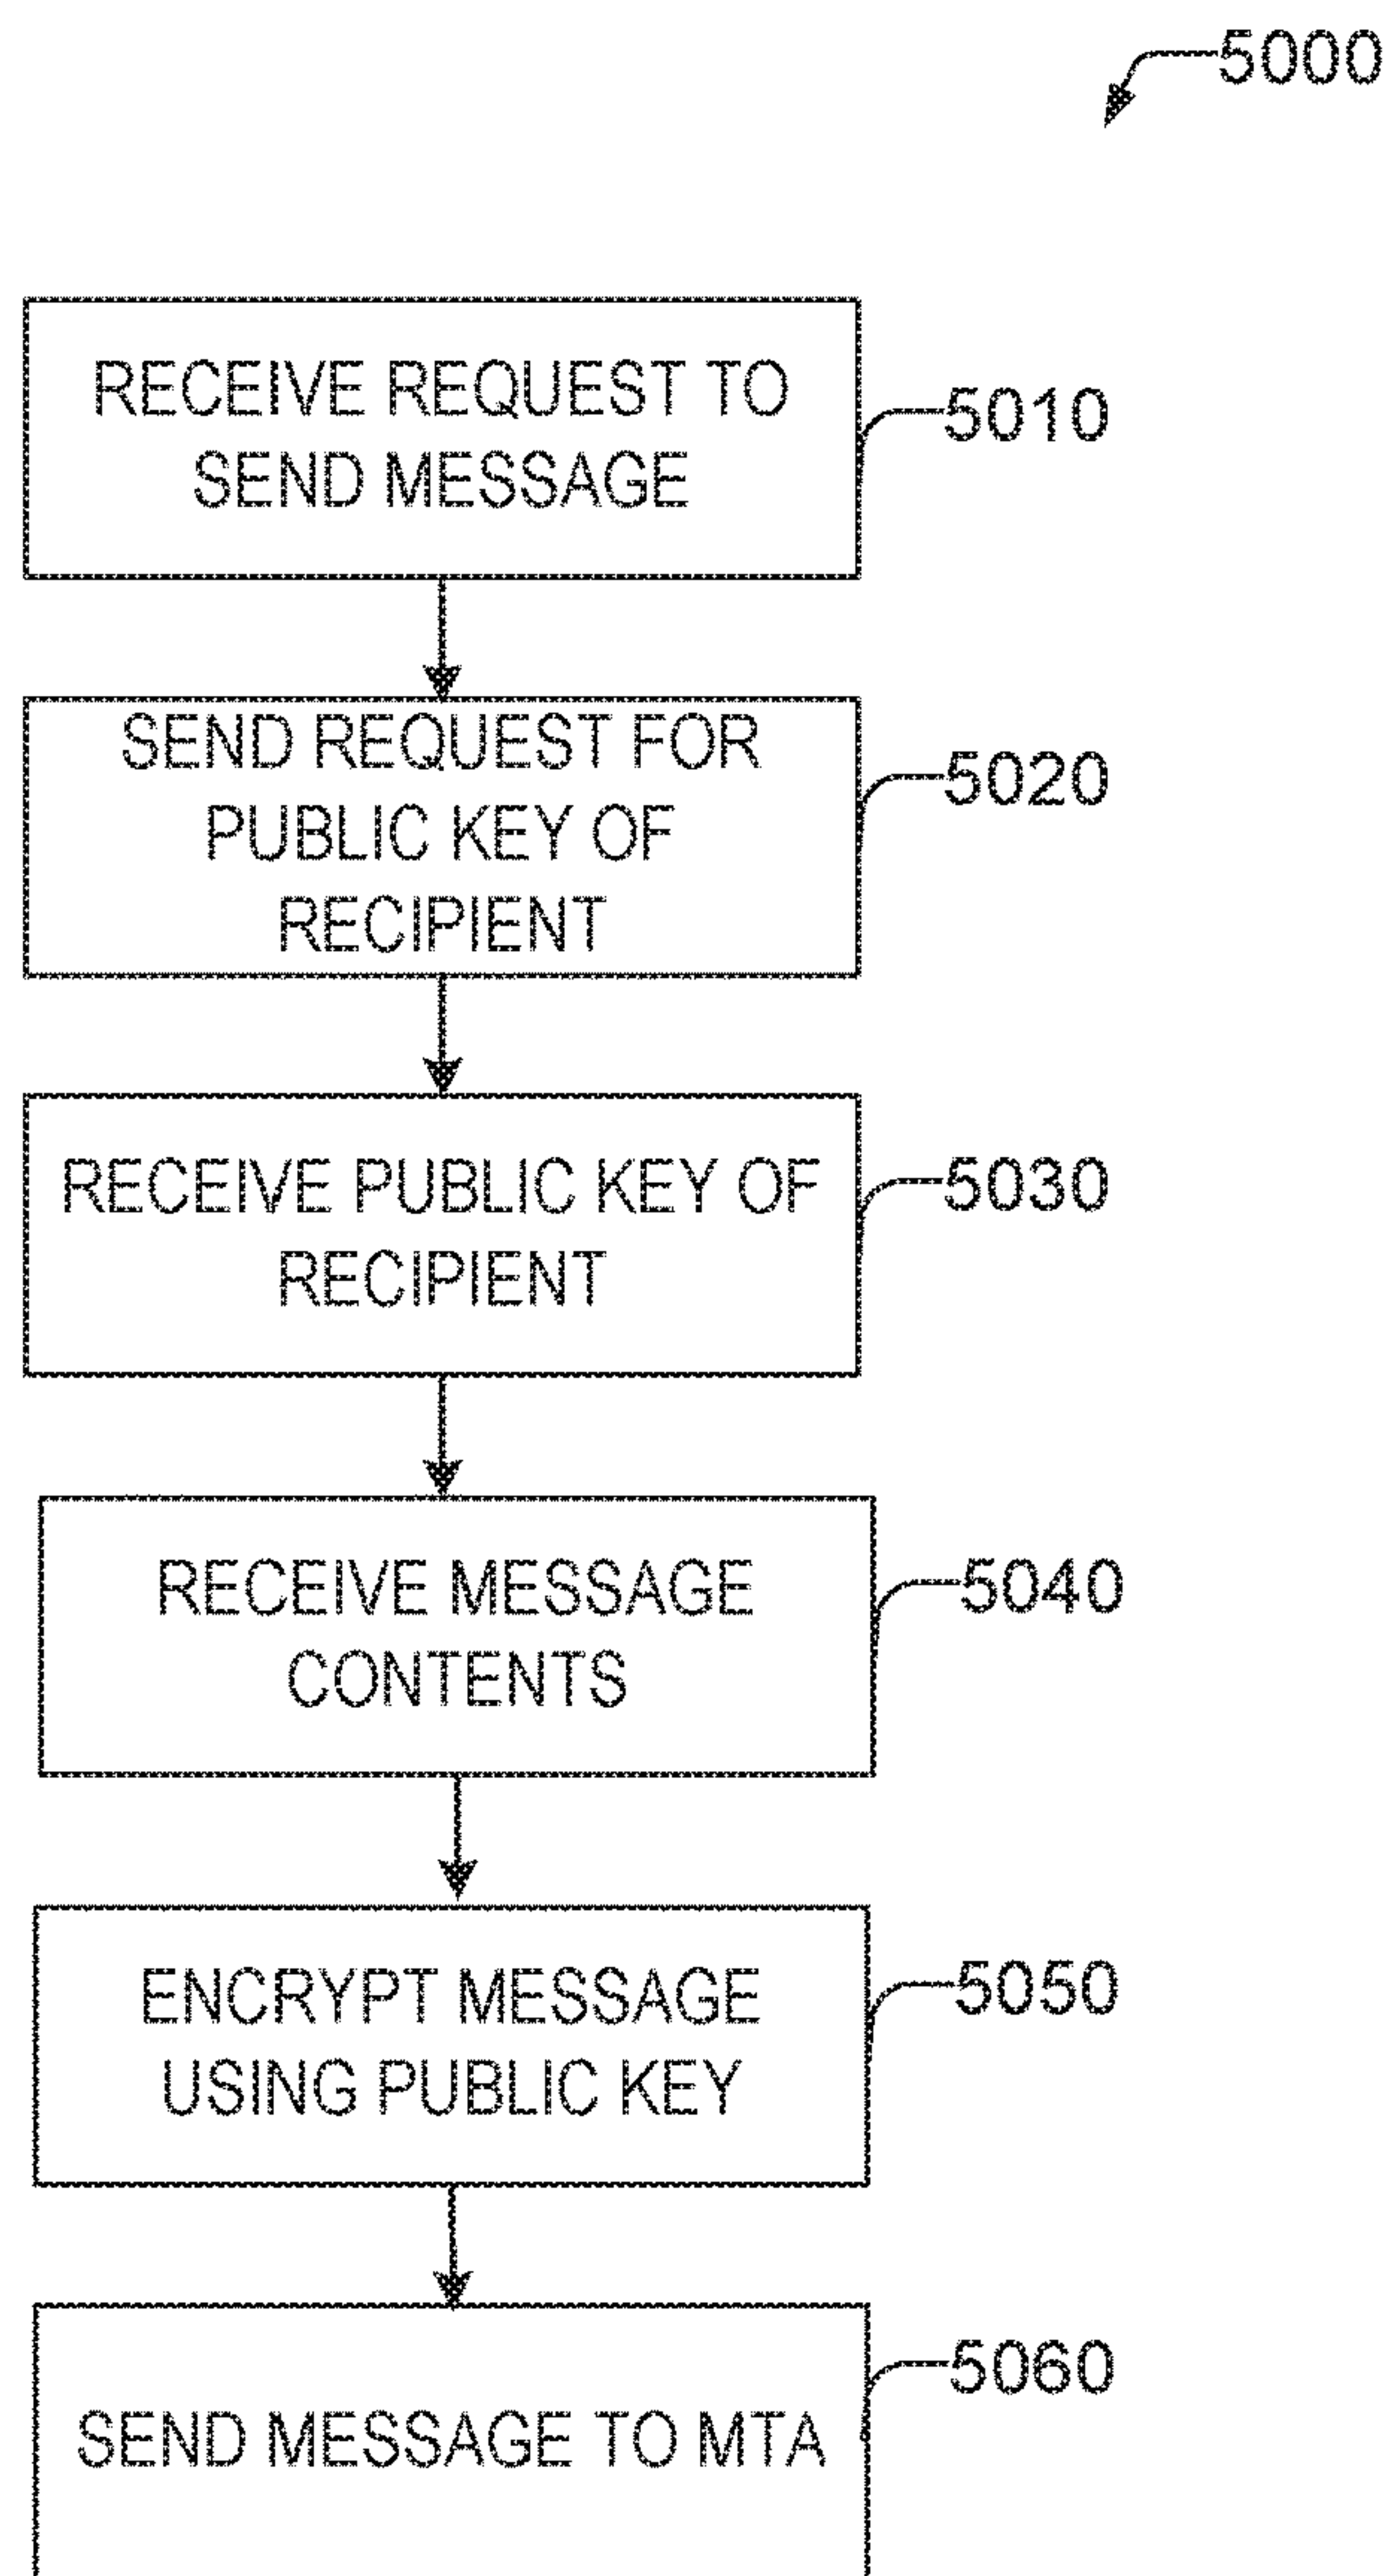 5000
RECEIVE REQUEST TO
SEND MESSAGE
5010
SEND REQUEST FOR
PUBLIC KEY OF
RECIPIENT
5020
RECEIVE PUBLIC KEY OF
RECIPIENT
5030
RECEIVE MESSAGE
CONTENTS
5040
ENCRYPT MESSAGE
USING PUBLIC KEY
5050
SEND MESSAGE TO MTA
5060